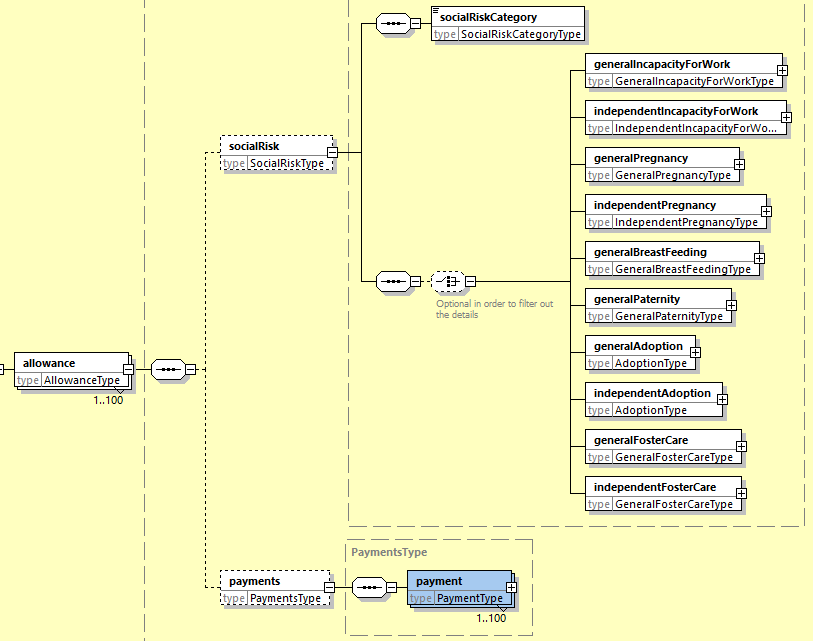 socialRiskCategory
type SocialRiskCategoryType
generalIncapacityForWork
type GeneralIncapacityForWorkType
independentIncapacityForWork
type IndependentIncapacityForWo...
socialRisk
type SocialRiskType
generalPregnancy
type GeneralPregnancyType
independentPregnancy
type IndependentPregnancyType
generalBreastFeeding
type GeneralBreastFeedingType
Optional in order to filter out
the details
generalPaternity
type GeneralPaternityType
generalAdoption
type AdoptionType
allowance
type AllowanceType
1..100
independentAdoption
type AdoptionType
generalFosterCare
type GeneralFosterCareType
independentFosterCare
type GeneralFosterCareType
PaymentsType
payments
type PaymentsType
payment
type PaymentType
1..100